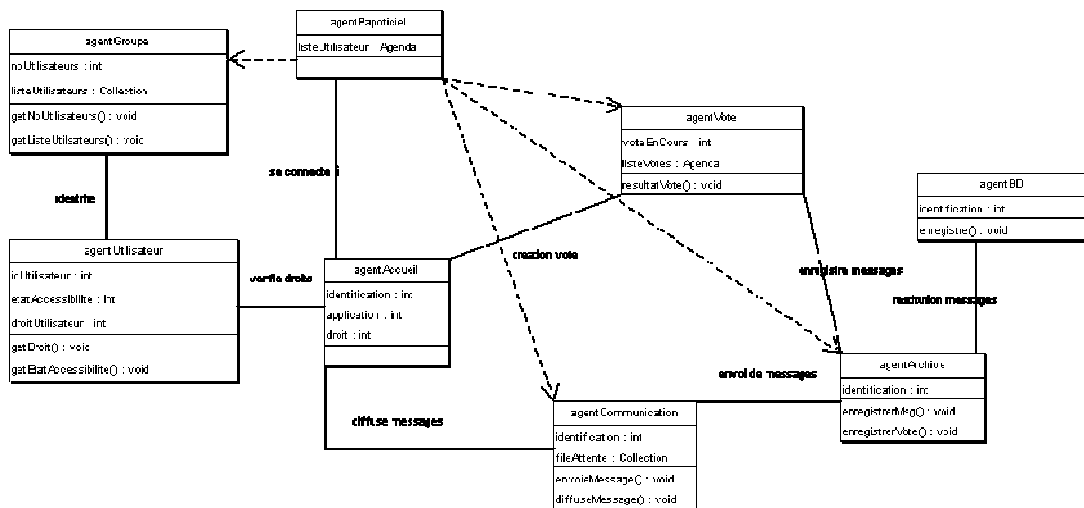 agentGroupe
noUtilisateurs : int
listeUtilisateurs : Collection
getNoUtilisateurs() : void
getListeUtilsateurs() : void
agentPapoticiel
listeUtilisateur : Agenda
agentVote
voteEnCours : int
listeVotes : Agenda
resultatVote() : void
agentBD
identification : int
enregistre() : void
identifie
se connecte à
creation vote
enregistre messages
restitution messages
agentUtilisateur
idUtilisateur : int
etatAccessibilite : int
droitUtilisateur : int
getDroit() : void
getEtatAccessibilite() : void
verifie droits
agentAccueil
identification : int
application : int
droit : int
envoi de messages
agentArchive
identification : int
enregistrerMsg() : void
enregistrerVote() : void
diffuse messages
agentCommunication
identification : int
fileAttente : Collection
envoieMessage() : void
diffuseMessage() : void